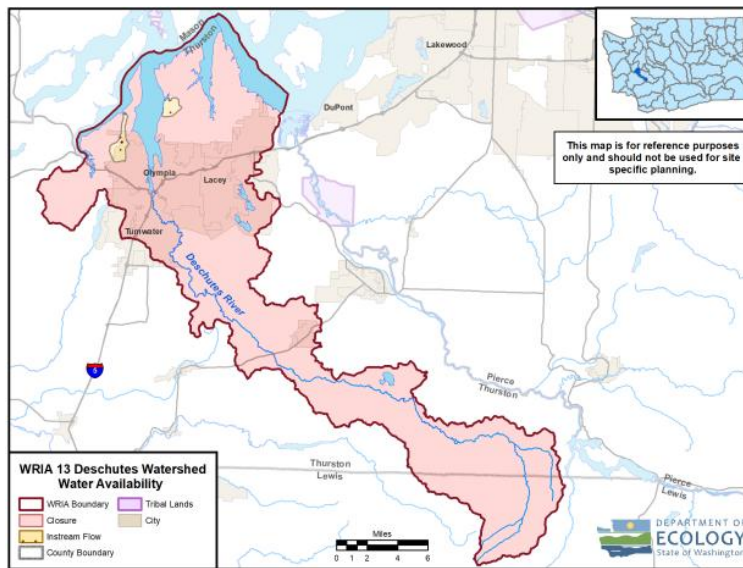 Mason
Thurston
Lakewood
DuPont
This map is for reference purposes
only and should not be used for site
specific planning.
Olympia
Lacey
Tumwater
Deschutes River
5
Pierce
Thurston
Thurston
Lewis
Pierce
Lewis
WRIA 13 Deschutes Watershed
Water Availability
WRIA Boundary
Tribal Lands
Closure
City
Instream Flow
County Boundary
Miles
0 1 2 4 6
DEPARTMENT OF
ECOLOGY
State of Washington